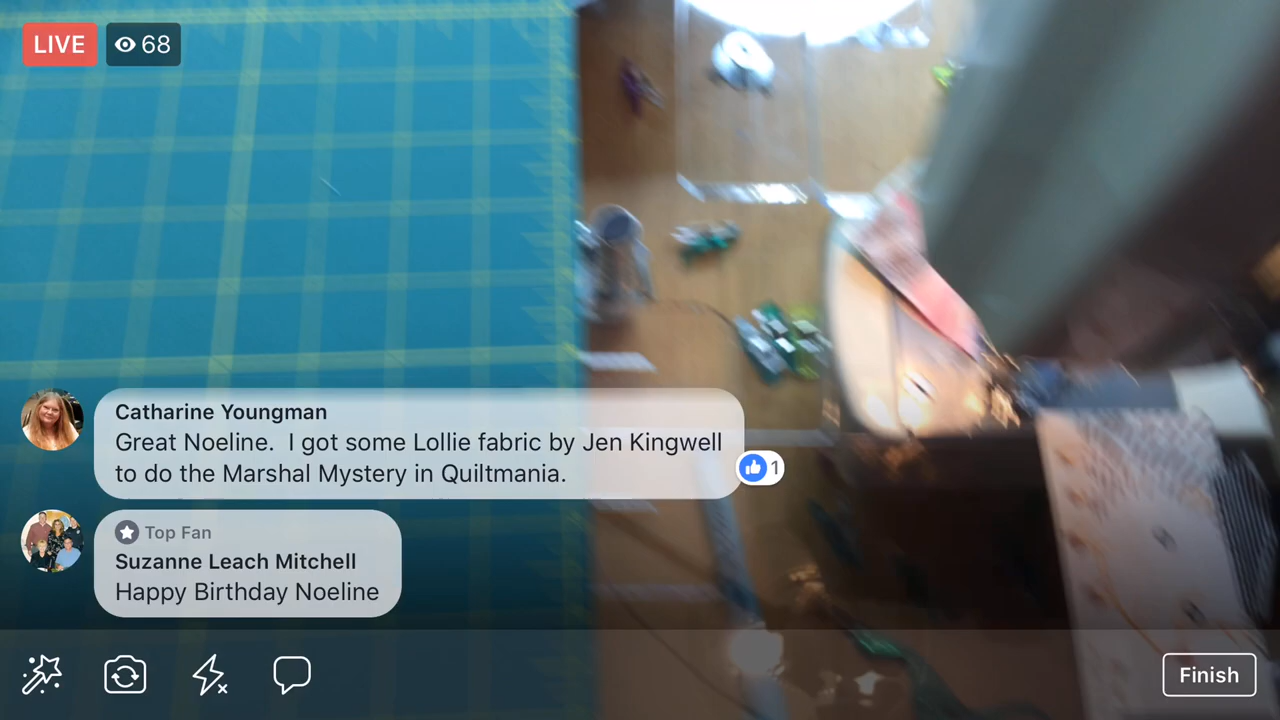 LIVE
68
Catharine Youngman
Great Noeline. I got some Lollie fabric by Jen Kingwell
to do the Marshal Mystery in Quiltmania.
1
Top Fan
Suzanne Leach Mitchell
Happy Birthday Noeline
Finish